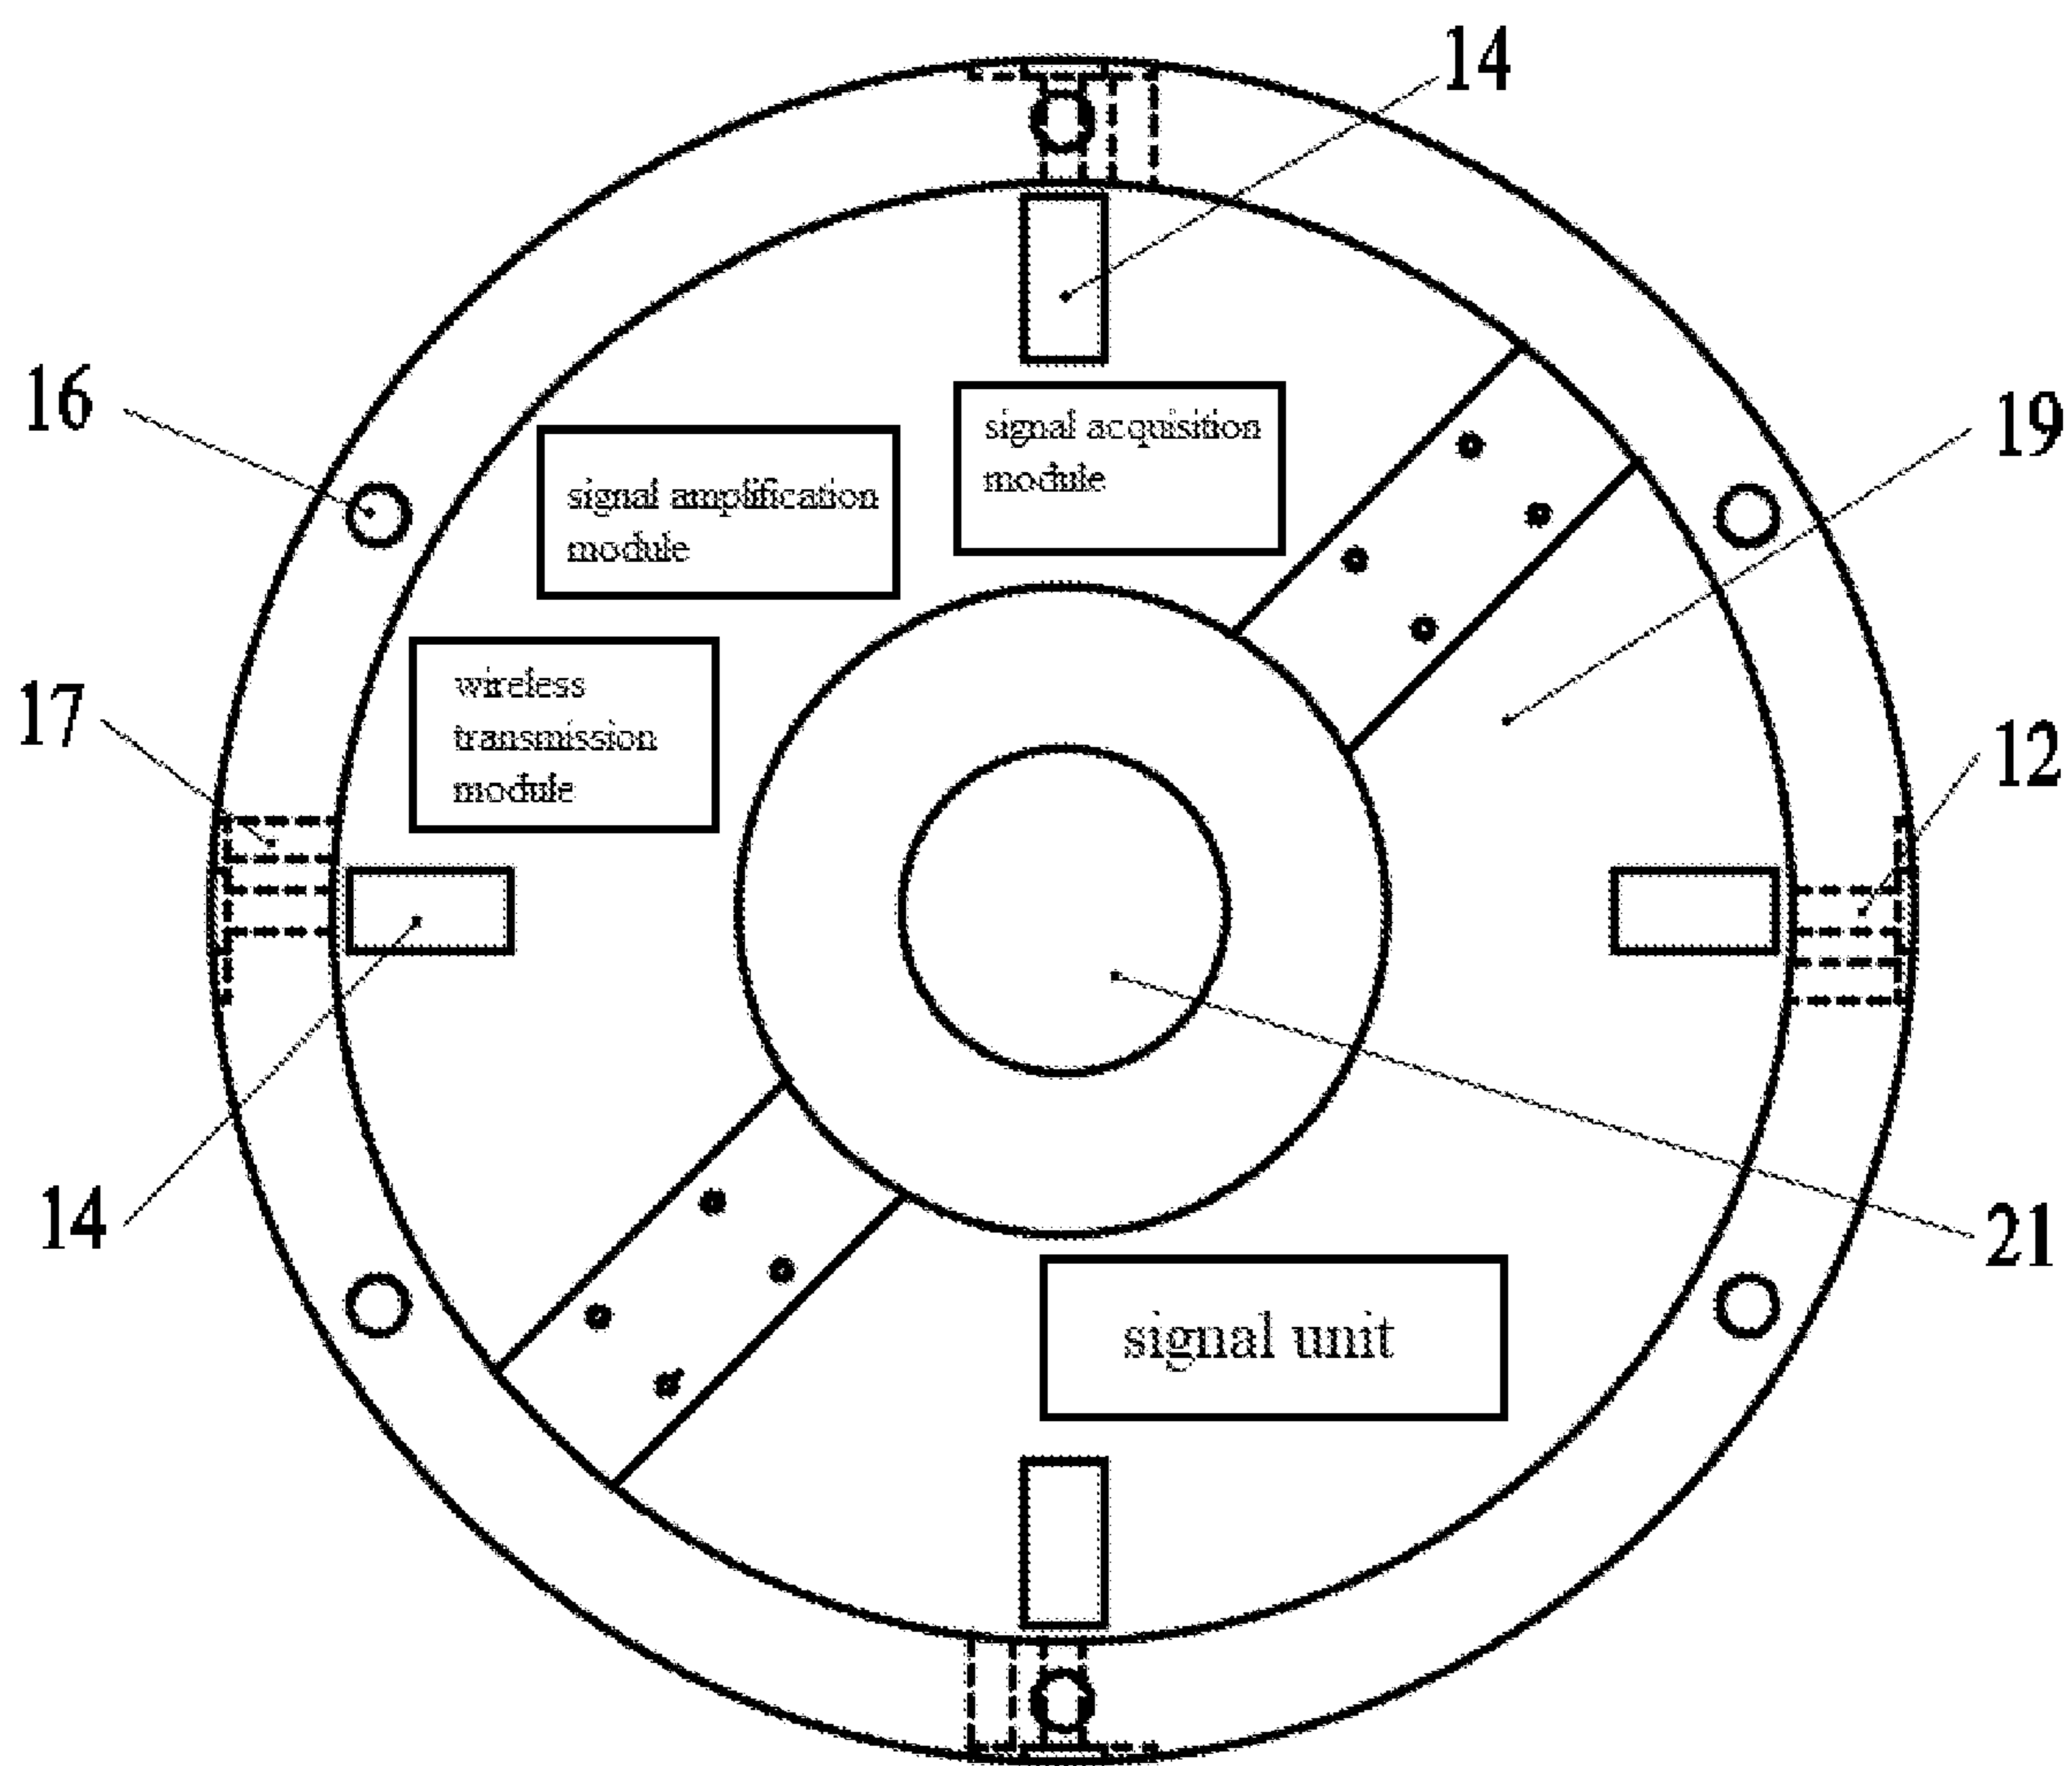 14
16
signal acquisition
module
19
signal amplification
module
wireless
transmission
module
17
12
14
21
signal unit